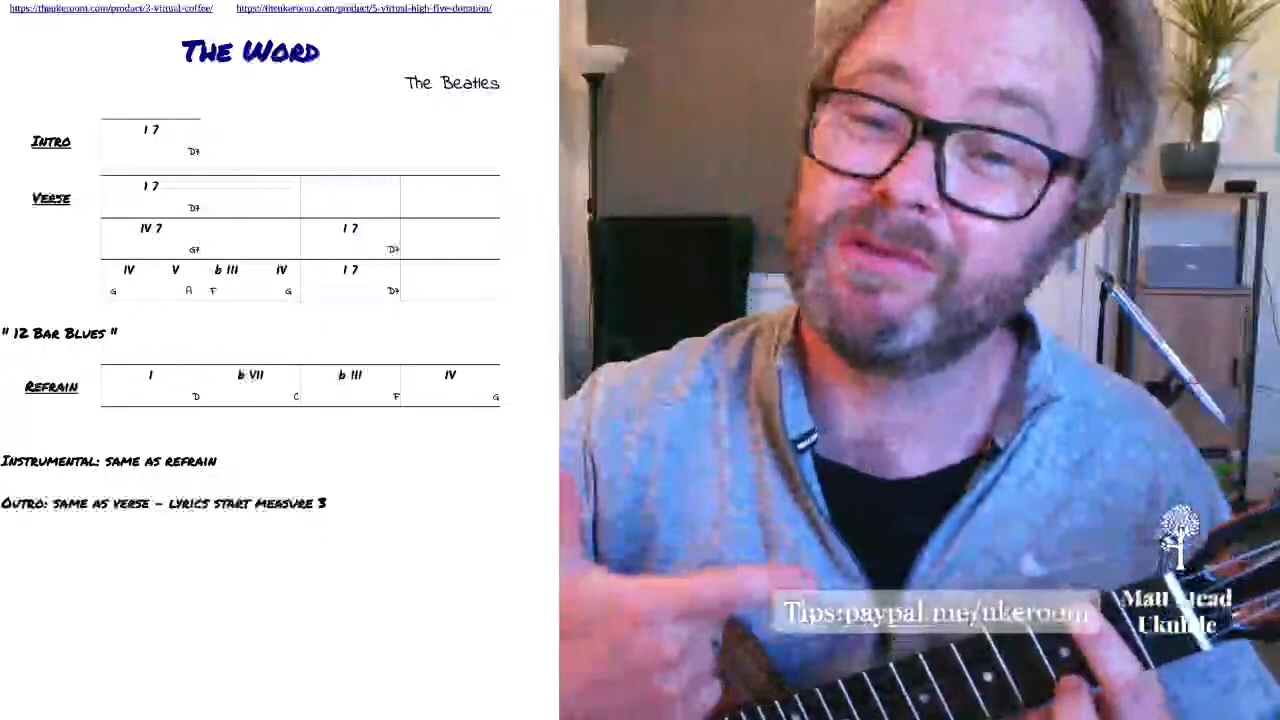 https://theukeroom.com/product/3-virtual-coffee/ https://theukeroom.com/product/5-virtual-high-five-donation/
The Word
The Beatles
Intro
I 7
D7
Verse
I 7
D7
IV 7 I 7
G7 D7
IV V b III IV I 7
G A F G D7
" 12 Bar Blues "
Refrain
I b VII b III IV
D C F G
Instrumental: same as refrain
Outro: same as verse - lyrics start measure 3
Tips:paypal.me/ukeroom
Matt Stead
Ukulele